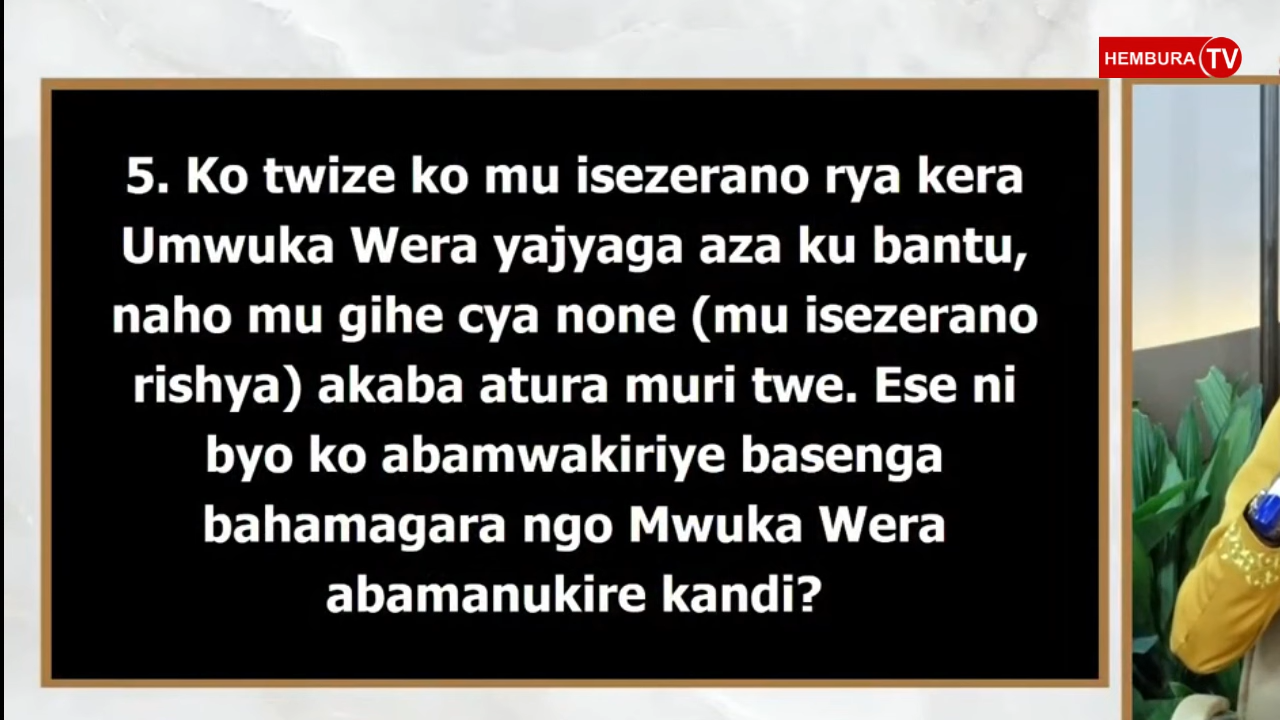 HEMBURA TV
5. Ko twize ko mu isezerano rya kera
Umwuka Wera yajyaga aza ku bantu,
naho mu gihe cya none (mu isezerano
rishya) akaba atura muri twe. Ese ni
byo ko abamwakiriye basenga
bahamagara ngo Mwuka Wera
abamanukire kandi?